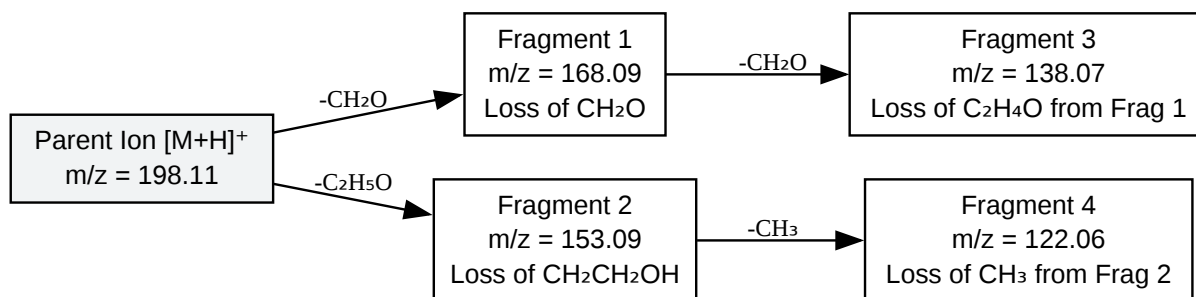 Parent Ion [M+H]⁺
m/z = 198.11
-CH₂O
Fragment 1
m/z = 168.09
Loss of CH₂O
-CH₂O
Fragment 3
m/z = 138.07
Loss of C₂H₄O from Frag 1
-C₂H₅O
Fragment 2
m/z = 153.09
Loss of CH₂CH₂OH
-CH₃
Fragment 4
m/z = 122.06
Loss of CH₃ from Frag 2